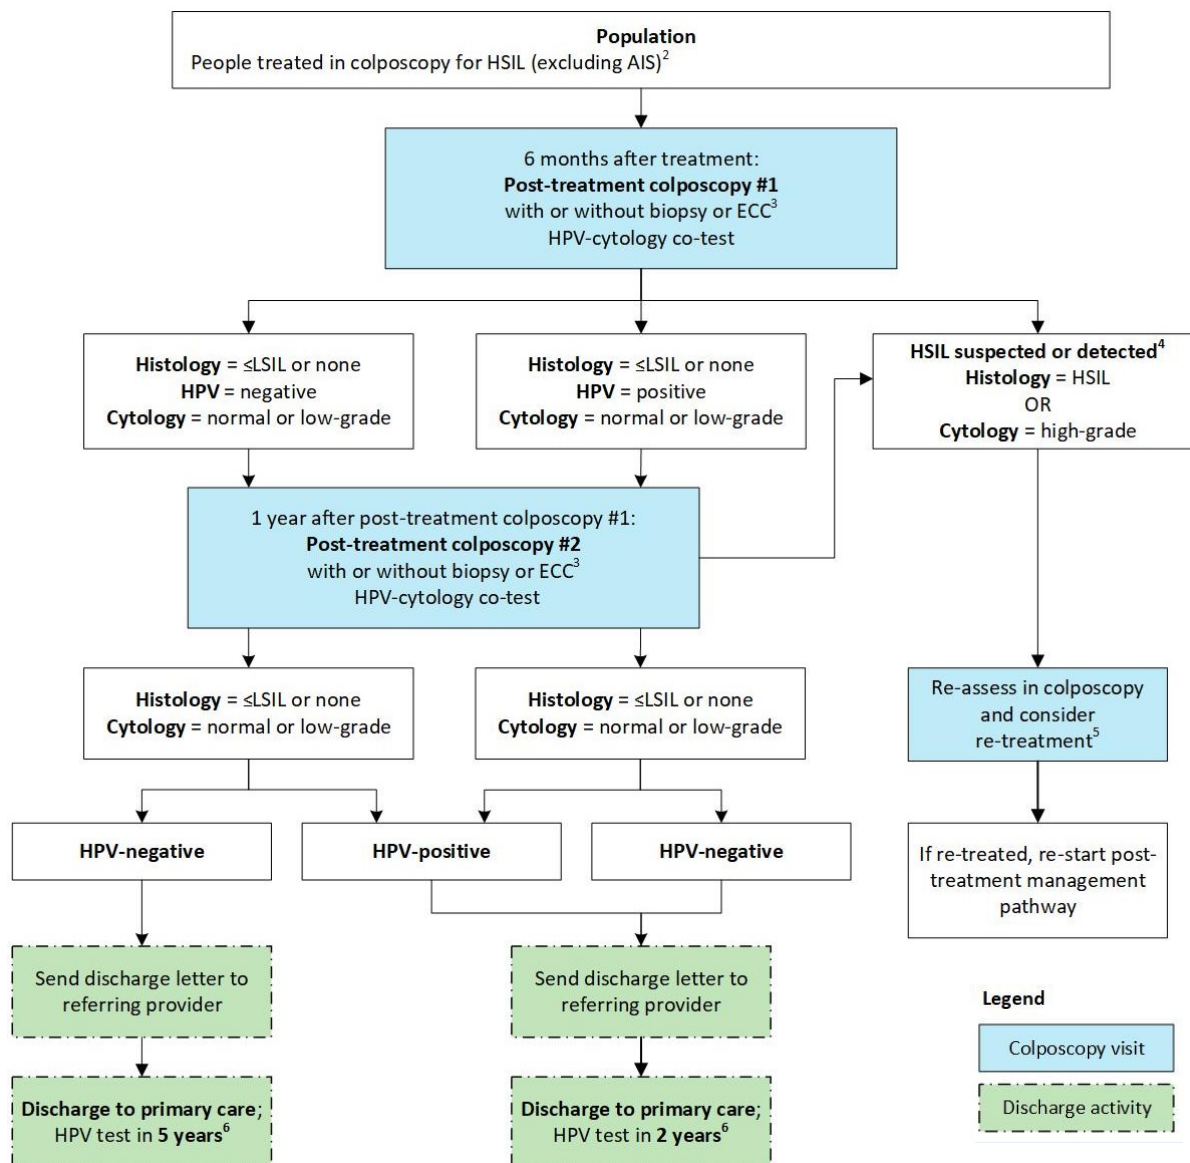 Population
People treated in colposcopy for HSIL (excluding AIS)2
6 months after treatment:
Post-treatment colposcopy #1
with or without biopsy or ECC3
HPV-cytology co-test
Histology = ≤LSIL or none
HPV = negative
Cytology = normal or low-grade
Histology = ≤LSIL or none
HPV = positive
Cytology = normal or low-grade
HSIL suspected or detected4
Histology = HSIL
OR
Cytology = high-grade
1 year after post-treatment colposcopy #1:
Post-treatment colposcopy #2
with or without biopsy or ECC3
HPV-cytology co-test
Histology = ≤LSIL or none
Cytology = normal or low-grade
Histology = ≤LSIL or none
Cytology = normal or low-grade
Re-assess in colposcopy
and consider
re-treatment5
HPV-negative
HPV-positive
HPV-negative
If re-treated, re-start post-
treatment management
pathway
Send discharge letter to
referring provider
Send discharge letter to
referring provider
Discharge to primary care;
HPV test in 5 years6
Discharge to primary care;
HPV test in 2 years6
Legend
Colposcopy visit
Discharge activity